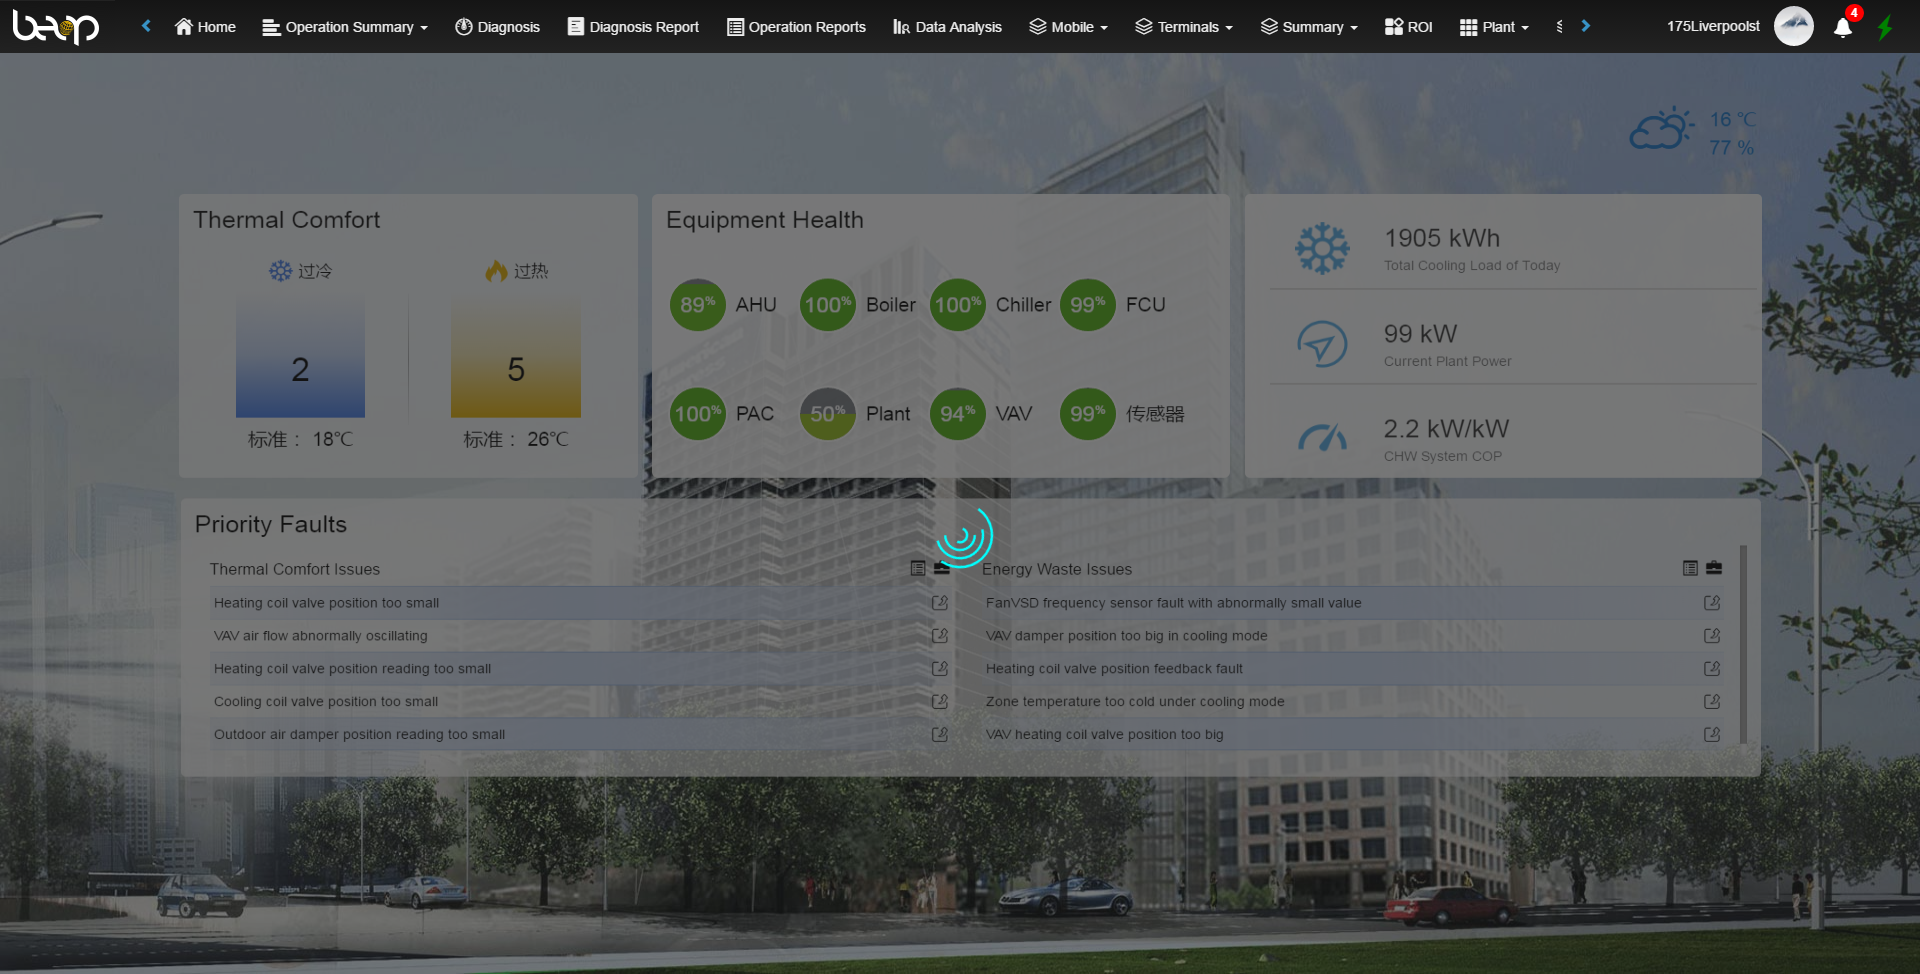 beop
Home Operation Summary Diagnosis Diagnosis Report Operation Reports Data Analysis Mobile Terminals Summary ROI Plant
175Liverpoolst 4
16 ℃
77 %
Thermal Comfort
过冷 过热
2 5
标准： 18℃ 标准： 26℃
Equipment Health
89% AHU 100% Boiler 100% Chiller 99% FCU
100% PAC 50% Plant 94% VAV 99% 传感器
1905 kWh
Total Cooling Load of Today
99 kW
Current Plant Power
2.2 kW/kW
CHW System COP
Priority Faults
Thermal Comfort Issues
Heating coil valve position too small
VAV air flow abnormally oscillating
Heating coil valve position reading too small
Cooling coil valve position too small
Outdoor air damper position reading too small
Energy Waste Issues
FanVSD frequency sensor fault with abnormally small value
VAV damper position too big in cooling mode
Heating coil valve position feedback fault
Zone temperature too cold under cooling mode
VAV heating coil valve position too big